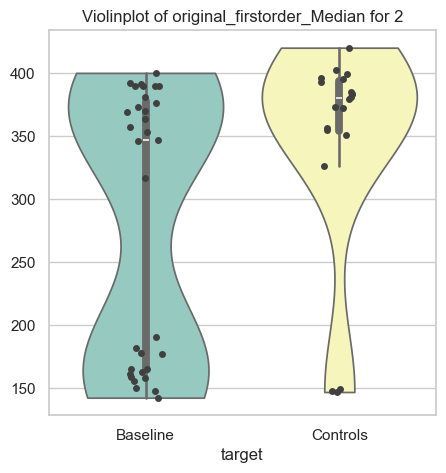 Violinplot of original_firstorder_Median for 2
400
350
300
250
200
150
Baseline
Controls
target